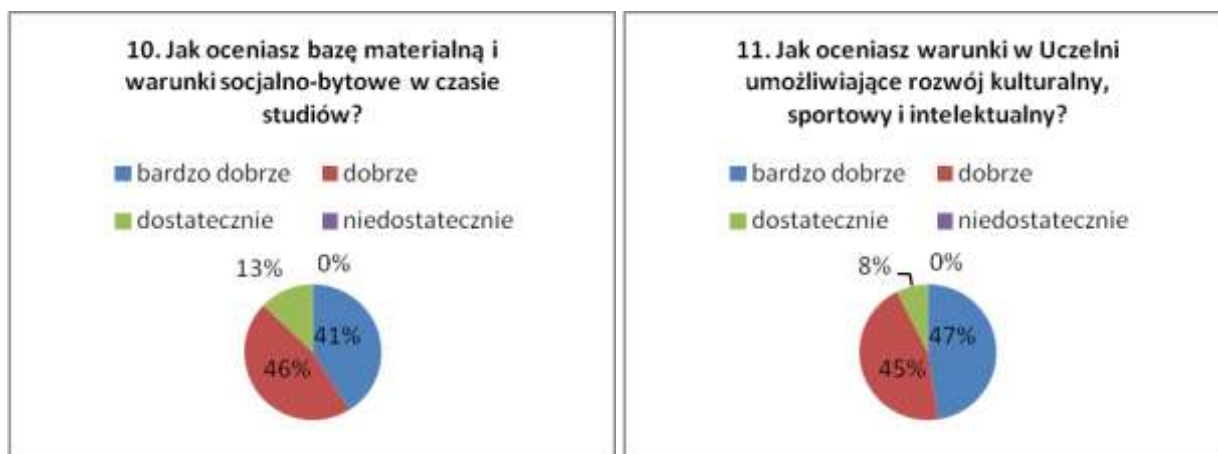 10. Jak oceniasz bazę materialną i
warunki socjalno-bytowe w czasie
studiów?
bardzo dobrze dobrze
dostatecznie niedostatecznie
13% 0%
41%
46%
11. Jak oceniasz warunki w Uczelni
umożliwiające rozwój kulturalny,
sportowy i intelektualny?
bardzo dobrze dobrze
dostatecznie niedostatecznie
8% 0%
47%
45%